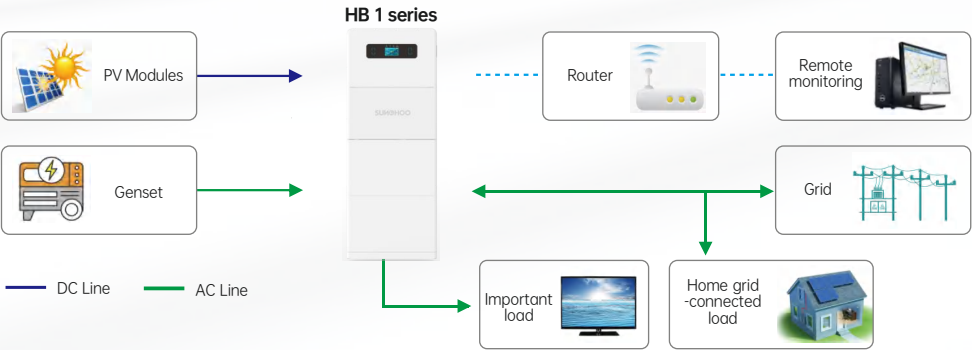 HB 1 series
PV Modules
Router
Remote
monitoring
SUNSHOO
Genset
Grid
DC Line
AC Line
Important
load
Home grid
-connected
load